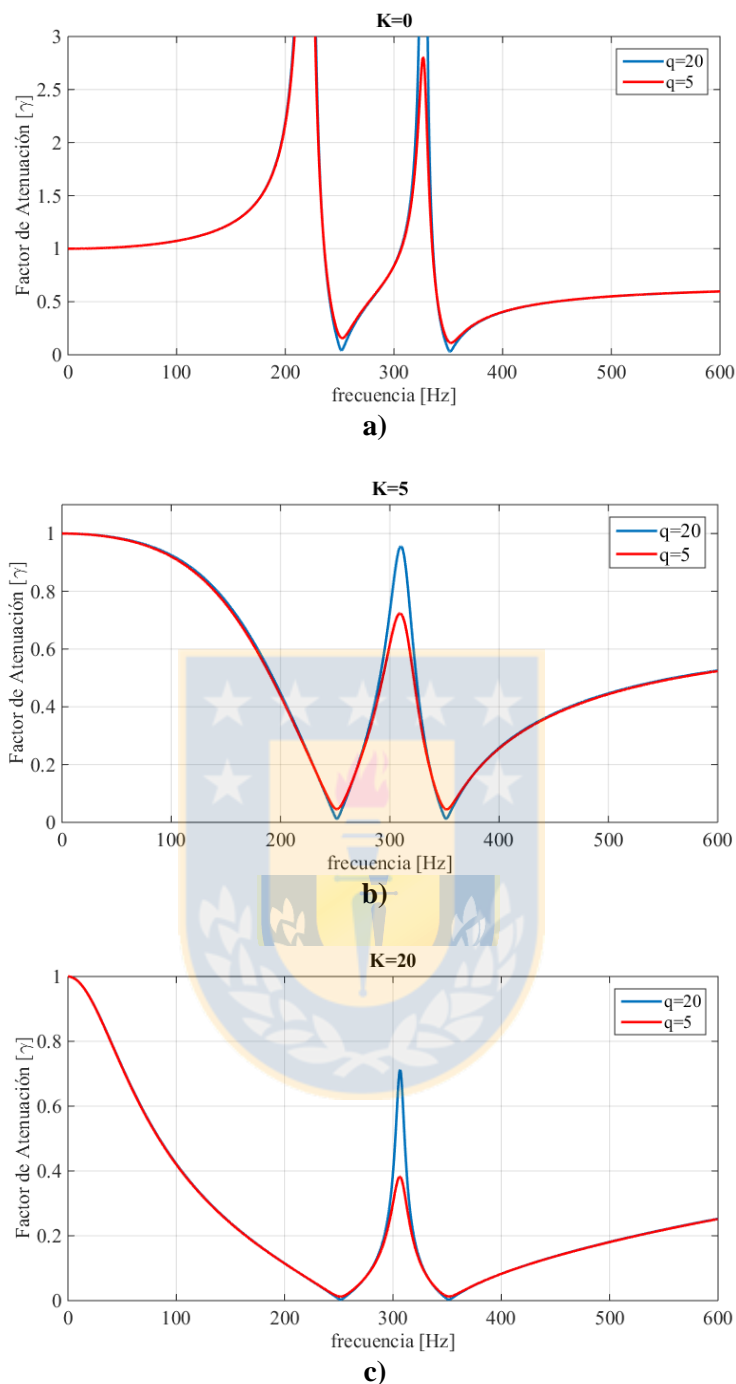 K=0
3
2.5
2
1.5
1
0.5
0
Factor de Atenuación [γ]
q=20
q=5
0 100 200 300 400 500 600
frecuencia [Hz]
a)
K=5
1
0.8
0.6
0.4
0.2
0
Factor de Atenuación [γ]
q=20
q=5
0 100 200 300 400 500 600
frecuencia [Hz]
b)
K=20
1
0.8
0.6
0.4
0.2
0
Factor de Atenuación [γ]
q=20
q=5
0 100 200 300 400 500 600
frecuencia [Hz]
c)